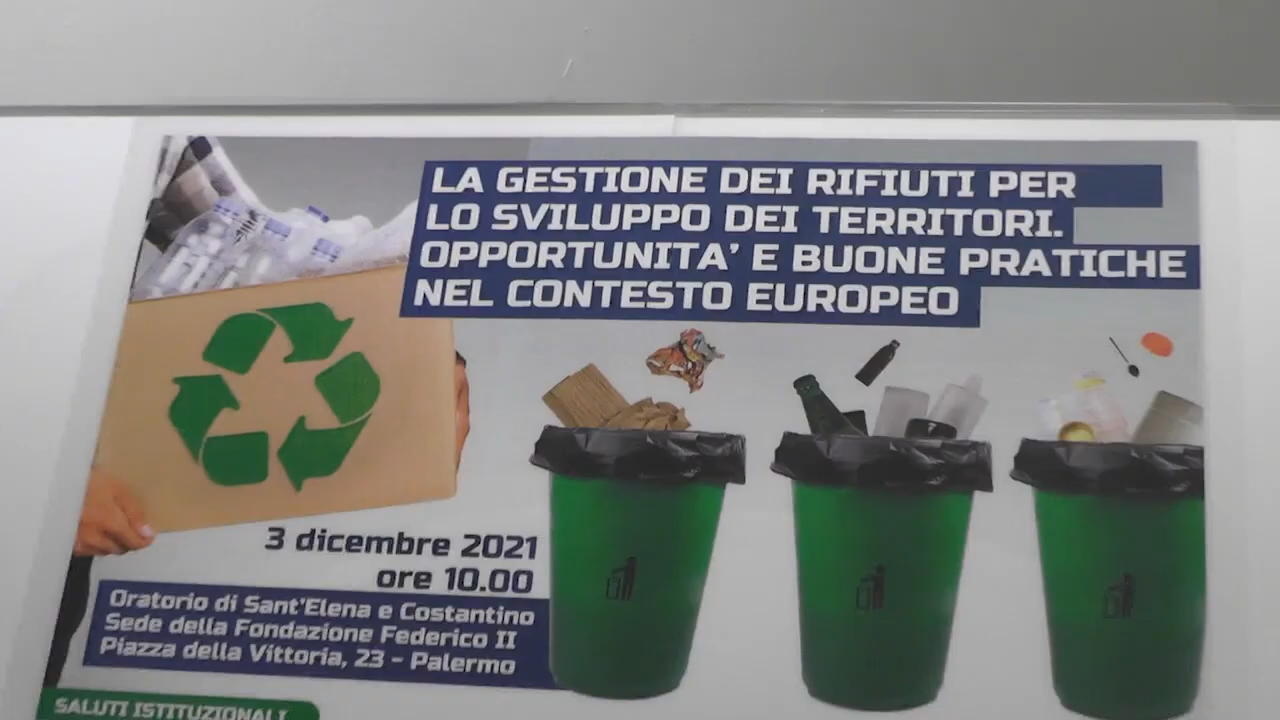 LA GESTIONE DEI RIFIUTI PER
LO SVILUPPO DEI TERRITORI.
OPPORTUNITA' E BUONE PRATICHE
NEL CONTESTO EUROPEO
3 dicembre 2021
ore 10.00
Oratorio di Sant'Elena e Costantino
Sede della Fondazione Federico II
Piazza della Vittoria, 23 - Palermo
SALUTI ISTITUZIONALI